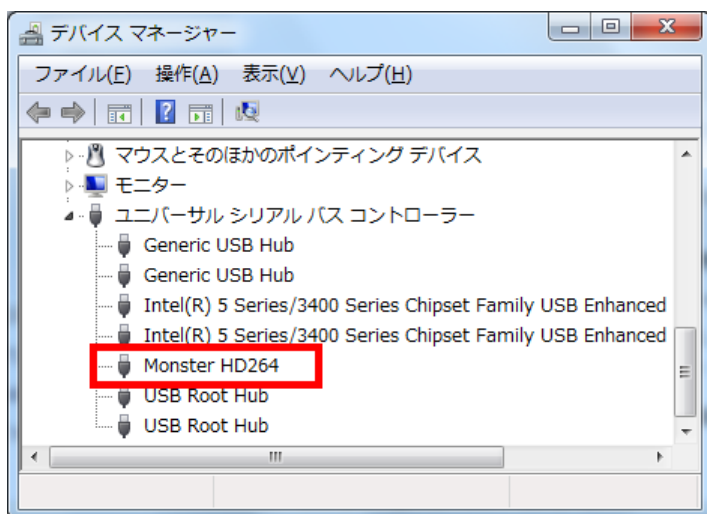 デバイス マネージャー
ファイル(F) 操作(A) 表示(V) ヘルプ(H)
マウスとそのほかのポインティング デバイス
モニター
ユニバーサル シリアル バス コントローラー
Generic USB Hub
Generic USB Hub
Intel(R) 5 Series/3400 Series Chipset Family USB Enhanced
Intel(R) 5 Series/3400 Series Chipset Family USB Enhanced
Monster HD264
USB Root Hub
USB Root Hub